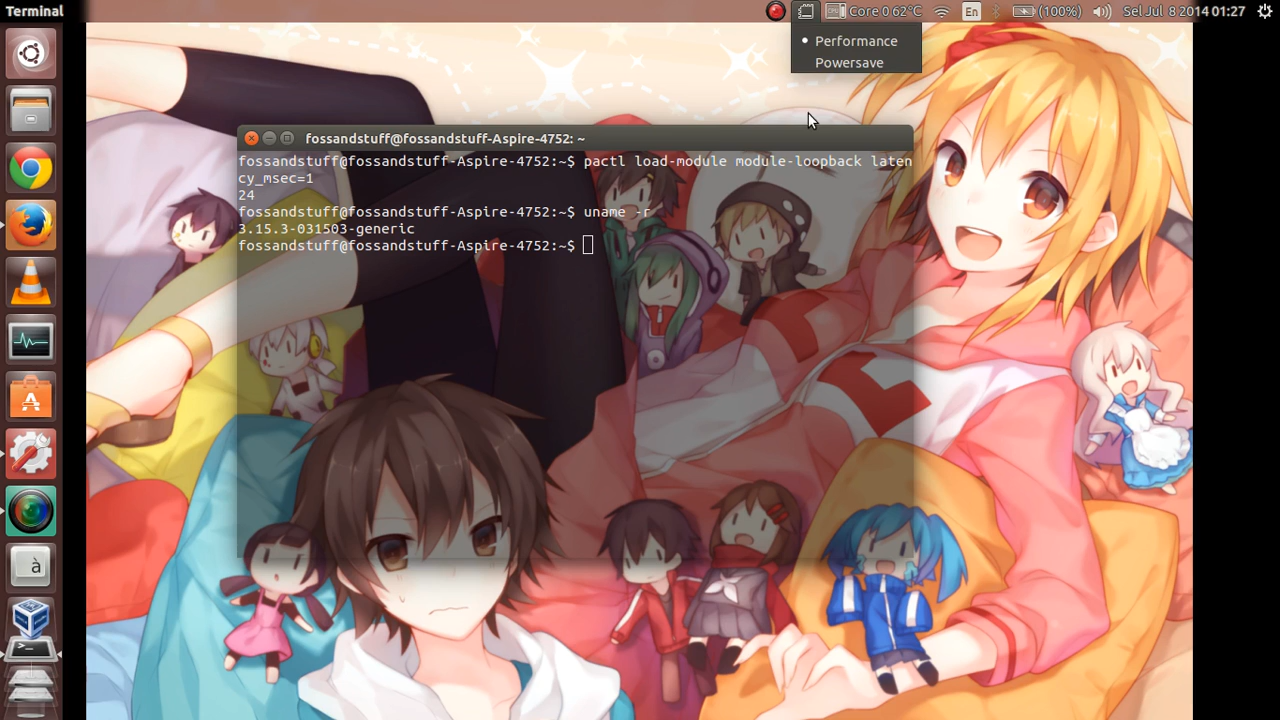 Terminal
Core 0 62°C
En
(100%)
Sel Jul 8 2014 01:27
Performance
Powersave
fossandstuff@fossandstuff-Aspire-4752: ~
fossandstuff@fossandstuff-Aspire-4752:~$ pactl load-module module-loopback laten
cy_msec=1
24
fossandstuff@fossandstuff-Aspire-4752:~$ uname -r
3.15.3-031503-generic
fossandstuff@fossandstuff-Aspire-4752:~$
à